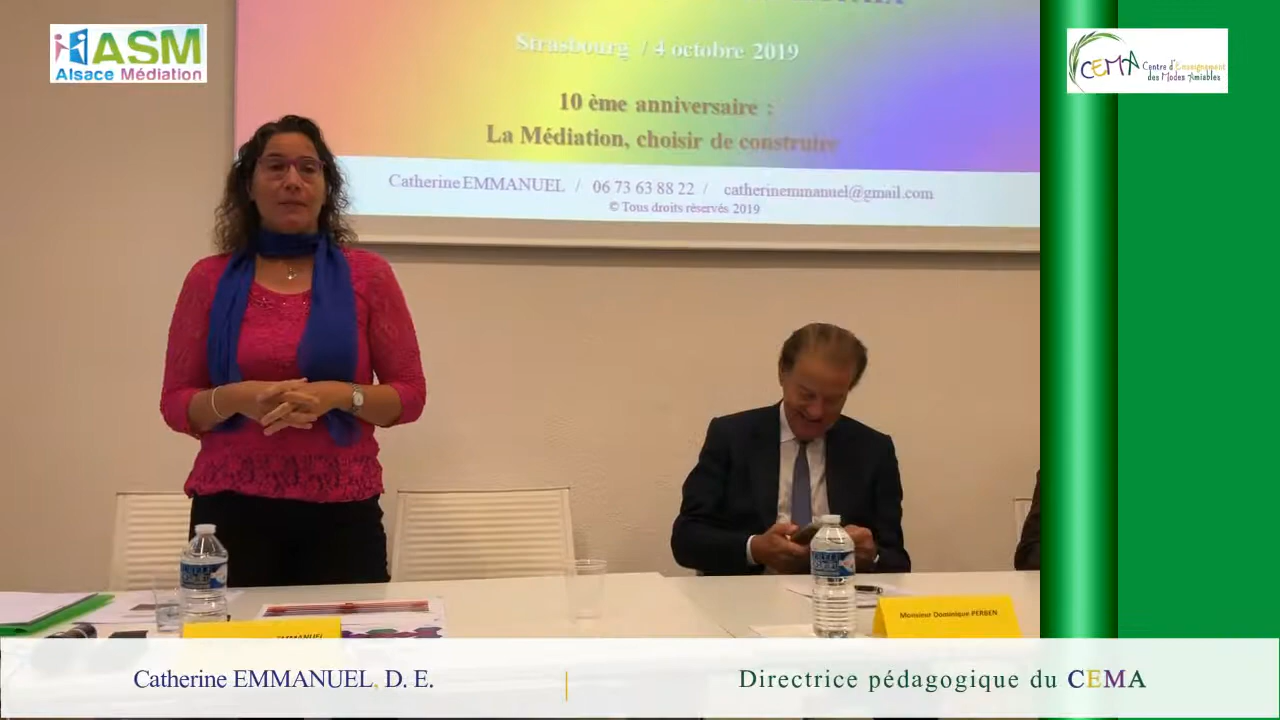 ASM
Alsace Médiation
CEMA Centre d'Enseignement
des Modes Amiables
Strasbourg / 4 octobre 2019
10 ème anniversaire :
La Médiation, choisir de construire
Catherine EMMANUEL / 06 73 63 88 22 / catherinemmanuel@gmail.com
© Tous droits réservés 2019
EMMANUEL
Monsieur Dominique PERBEN
Catherine EMMANUEL, D. E. | Directrice pédagogique du CEMA